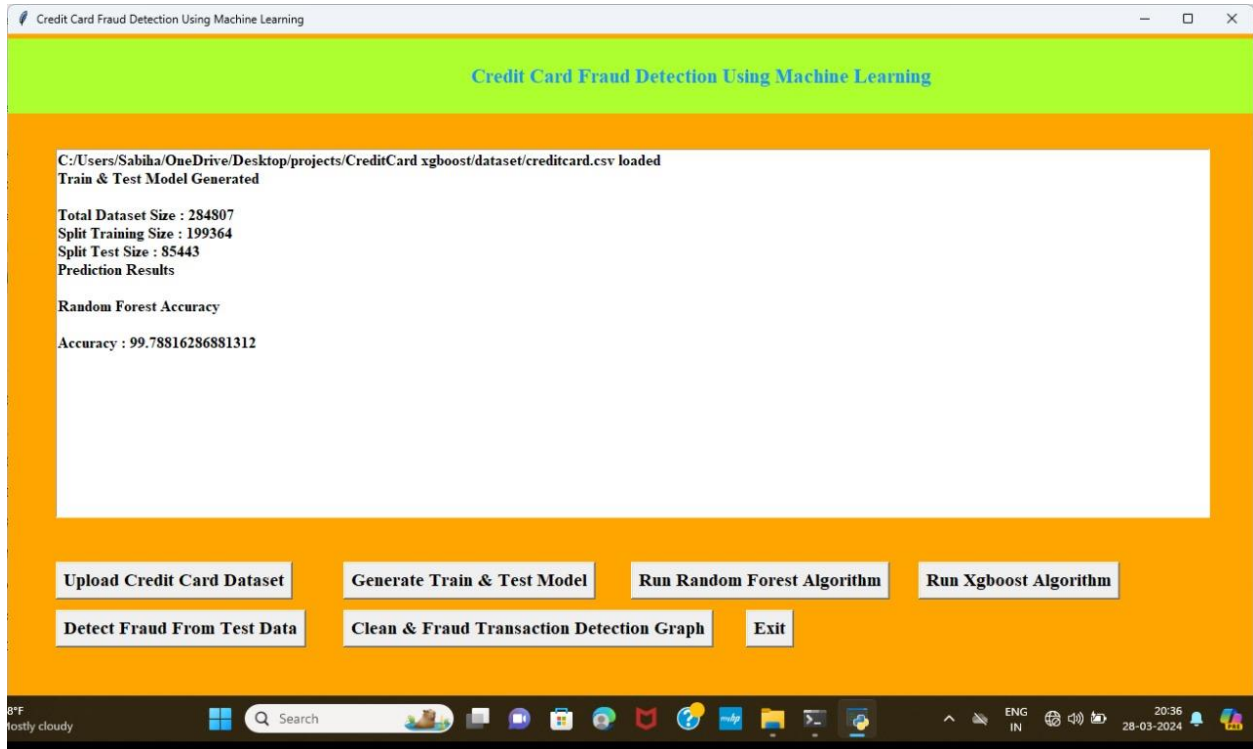 Credit Card Fraud Detection Using Machine Learning
Credit Card Fraud Detection Using Machine Learning
C:/Users/Sabiha/OneDrive/Desktop/projects/CreditCard xgboost/dataset/creditcard.csv loaded
Train & Test Model Generated
Total Dataset Size : 284807
Split Training Size : 199364
Split Test Size : 85443
Prediction Results
Random Forest Accuracy
Accuracy : 99.78816286881312
Upload Credit Card Dataset
Generate Train & Test Model
Run Random Forest Algorithm
Run Xgboost Algorithm
Detect Fraud From Test Data
Clean & Fraud Transaction Detection Graph
Exit
8°F
Mostly cloudy
Search
ENG
IN
20:36
28-03-2024